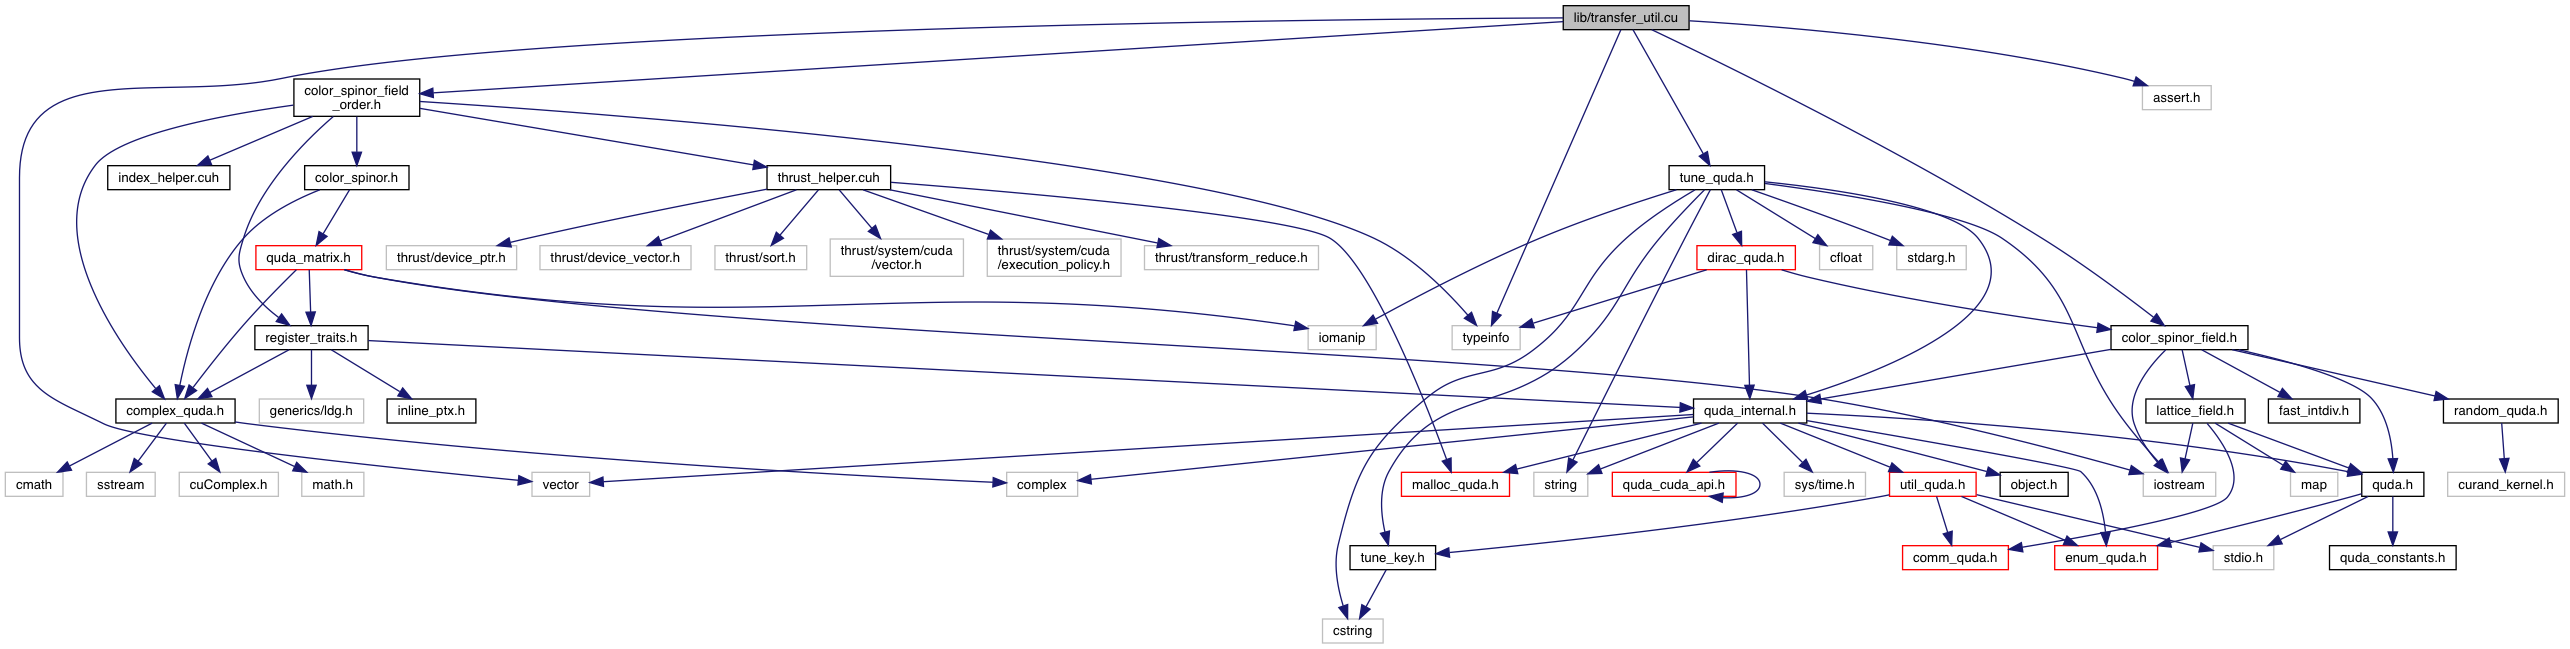 lib/transfer_util.cu
color_spinor_field
_order.h
assert.h
index_helper.cuh
color_spinor.h
thrust_helper.cuh
tune_quda.h
quda_matrix.h
thrust/device_ptr.h
thrust/device_vector.h
thrust/sort.h
thrust/system/cuda
/vector.h
thrust/system/cuda
/execution_policy.h
thrust/transform_reduce.h
dirac_quda.h
cfloat
stdarg.h
register_traits.h
iomanip
typeinfo
color_spinor_field.h
complex_quda.h
generics/ldg.h
inline_ptx.h
quda_internal.h
lattice_field.h
fast_intdiv.h
random_quda.h
cmath
sstream
cuComplex.h
math.h
vector
complex
malloc_quda.h
string
quda_cuda_api.h
sys/time.h
util_quda.h
object.h
iostream
map
quda.h
curand_kernel.h
tune_key.h
comm_quda.h
enum_quda.h
stdio.h
quda_constants.h
cstring